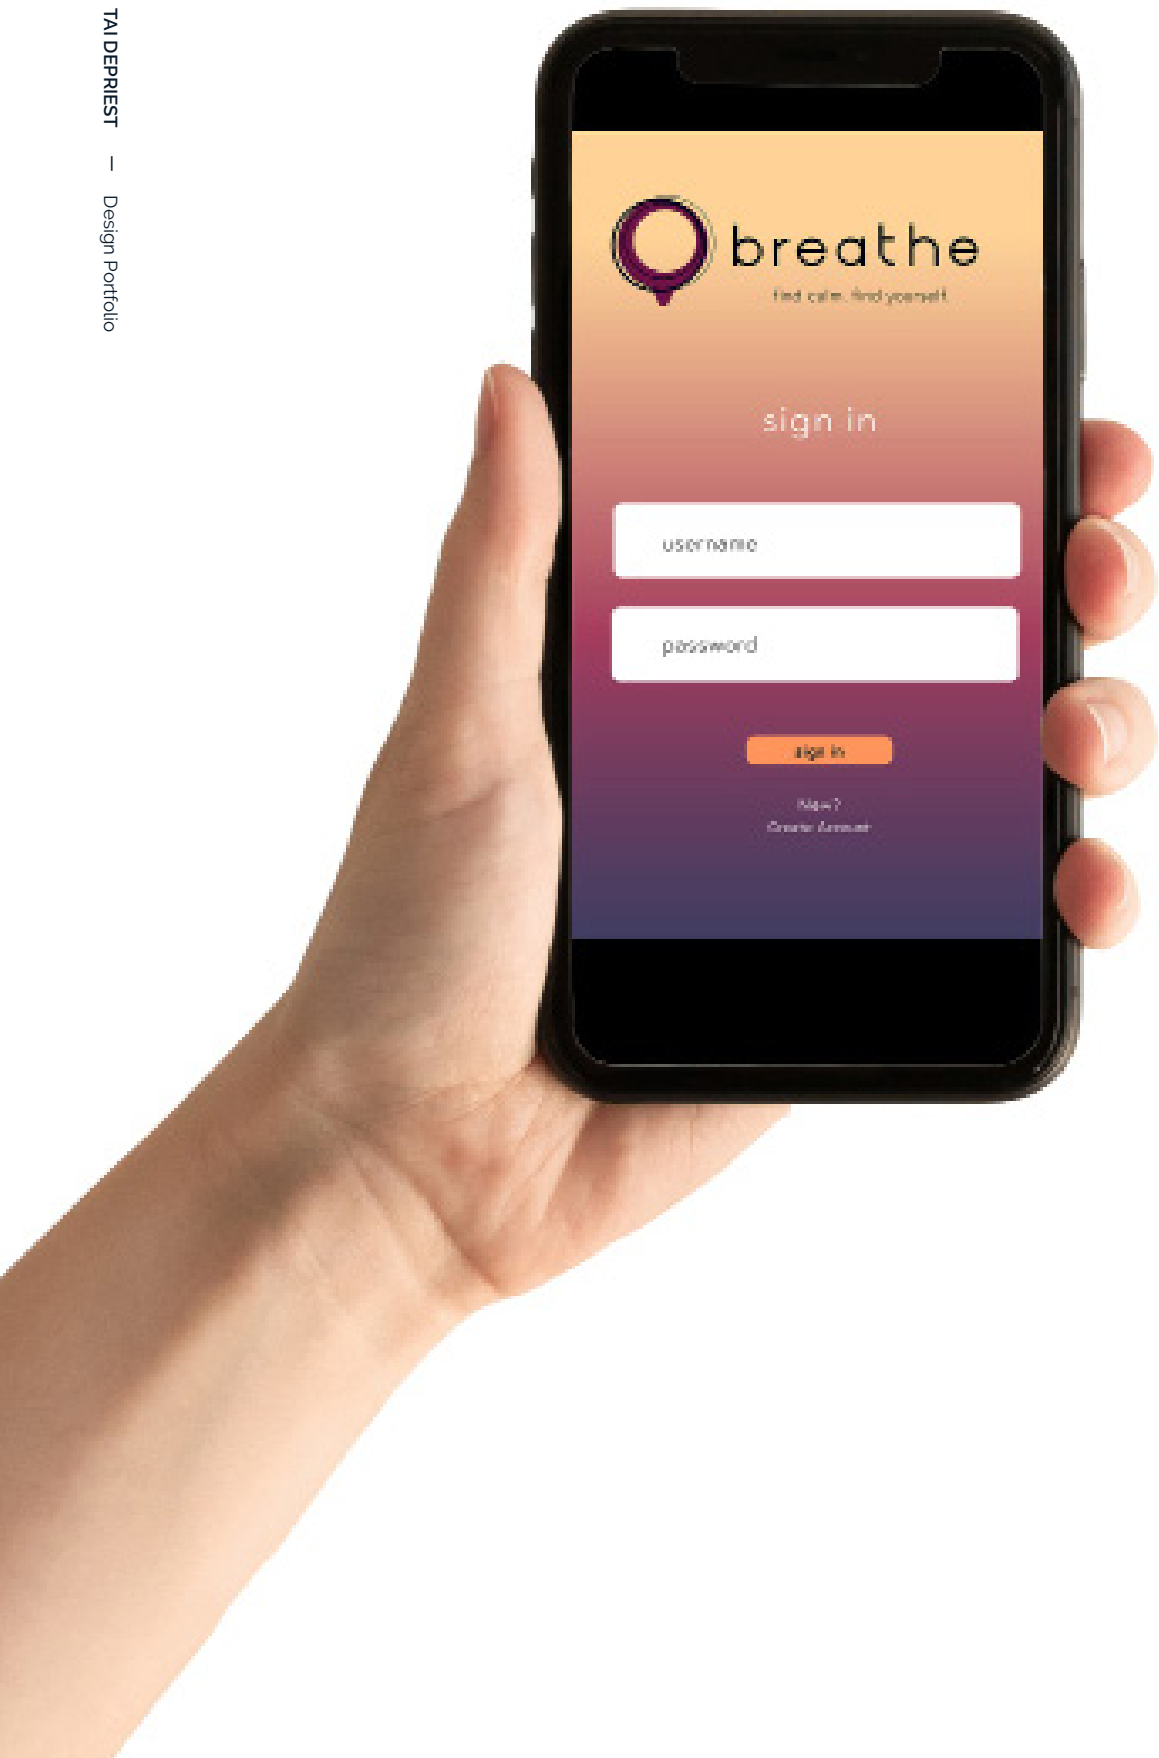 TAI DEPRIEST — Design Portfolio
breathe
find calm. find yourself.
sign in
username
password
sign in
New?
Create Account